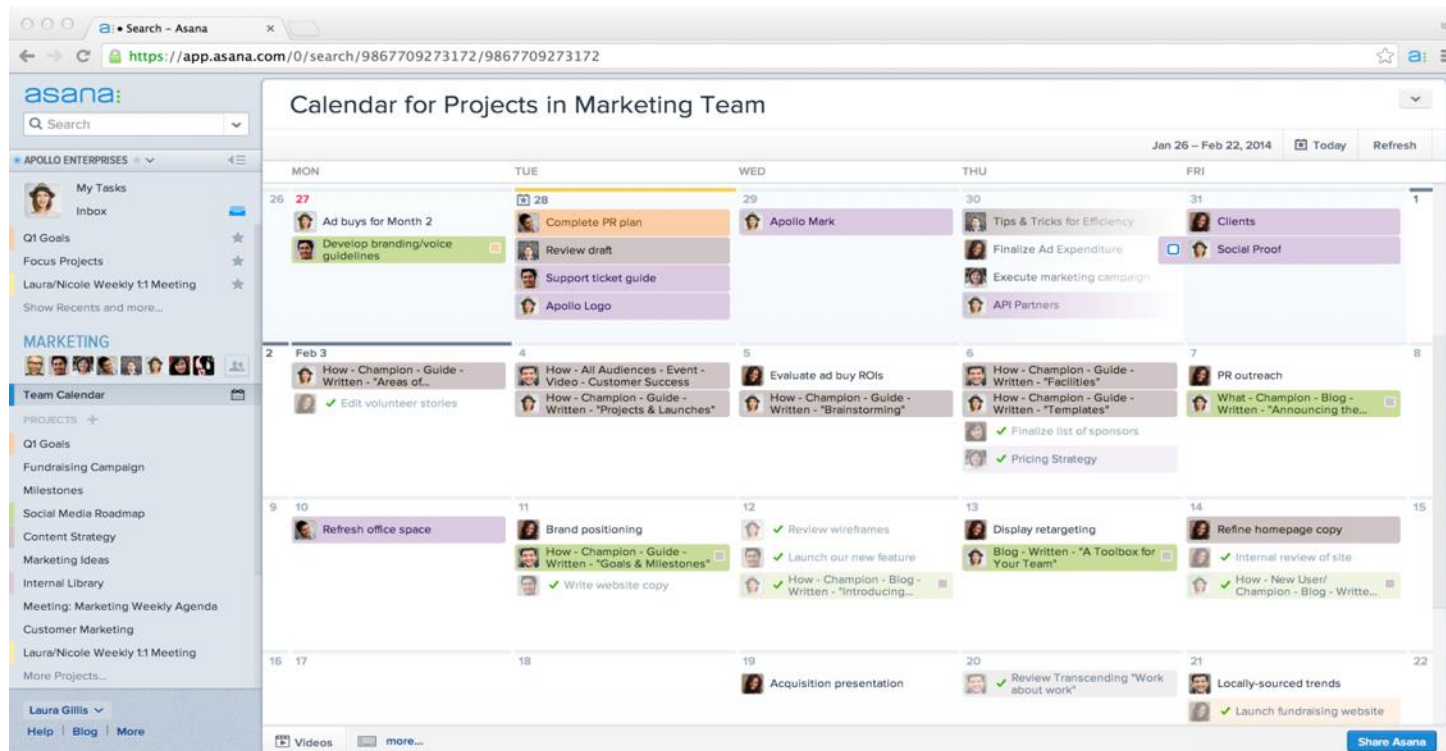 a: • Search – Asana
https://app.asana.com/0/search/9867709273172/9867709273172
asana:
Search
APOLLO ENTERPRISES
My Tasks
Inbox
Q1 Goals
Focus Projects
Laura/Nicole Weekly 1:1 Meeting
Show Recents and more...
MARKETING
Team Calendar
PROJECTS +
Q1 Goals
Fundraising Campaign
Milestones
Social Media Roadmap
Content Strategy
Marketing Ideas
Internal Library
Meeting: Marketing Weekly Agenda
Customer Marketing
Laura/Nicole Weekly 1:1 Meeting
More Projects...
Laura Gillis
Help | Blog | More
Calendar for Projects in Marketing Team
Jan 26 – Feb 22, 2014 Today Refresh
MON TUE WED THU FRI
26 27
Ad buys for Month 2
Develop branding/voice
guidelines
28
Complete PR plan
Review draft
Support ticket guide
Apollo Logo
29
Apollo Mark
30
Tips & Tricks for Efficiency
Finalize Ad Expenditure
Execute marketing campaign
API Partners
31
Clients
Social Proof
1
2 Feb 3
How - Champion - Guide -
Written - "Areas of...
✓ Edit volunteer stories
4
How - All Audiences - Event -
Video - Customer Success
How - Champion - Guide -
Written - "Projects & Launches"
5
Evaluate ad buy ROIs
How - Champion - Guide -
Written - "Brainstorming"
6
How - Champion - Guide -
Written - "Facilities"
How - Champion - Guide -
Written - "Templates"
✓ Finalize list of sponsors
✓ Pricing Strategy
7
PR outreach
What - Champion - Blog -
Written - "Announcing the...
8
9 10
Refresh office space
11
Brand positioning
How - Champion - Guide -
Written - "Goals & Milestones"
✓ Write website copy
12
✓ Review wireframes
✓ Launch our new feature
✓ How - Champion - Blog -
Written - "Introducing...
13
Display retargeting
Blog - Written - "A Toolbox for
Your Team"
14
Refine homepage copy
✓ Internal review of site
✓ How - New User/
Champion - Blog - Writte...
15
16 17
18
19
Acquisition presentation
20
✓ Review Transcending "Work
about work"
21
Locally-sourced trends
✓ Launch fundraising website
22
Videos more...
Share Asana